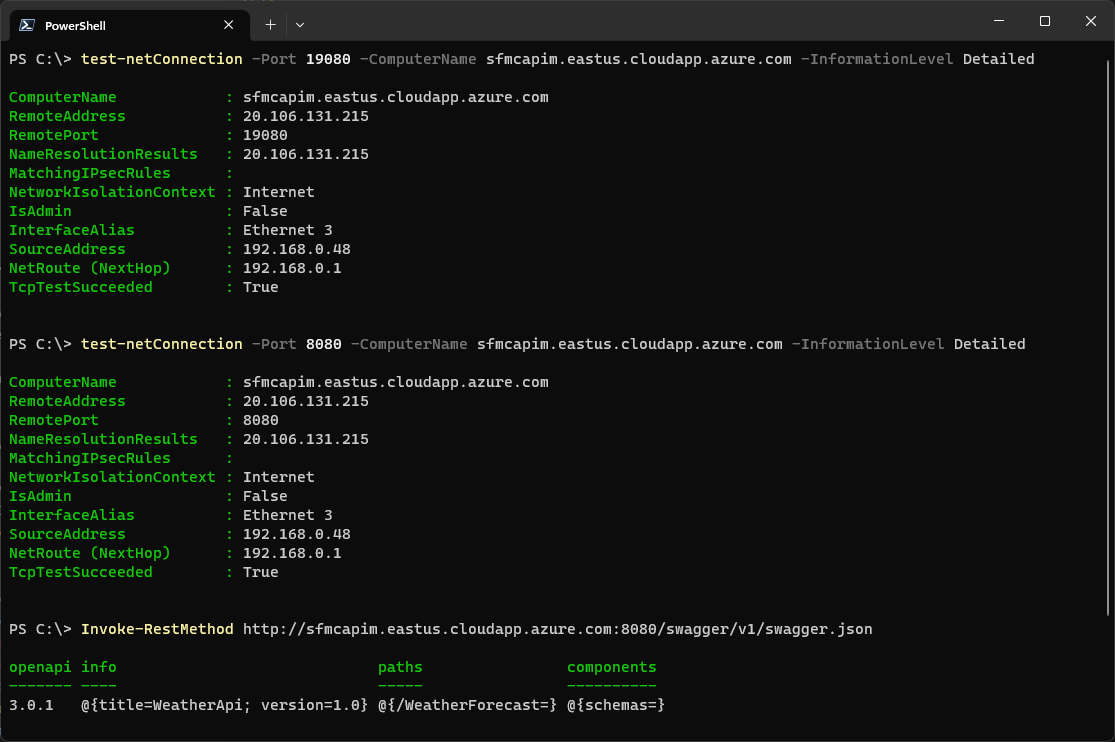 PowerShell
PS C:\> test-netConnection -Port 19080 -ComputerName sfmcapim.eastus.cloudapp.azure.com -InformationLevel Detailed
ComputerName            : sfmcapim.eastus.cloudapp.azure.com
RemoteAddress           : 20.106.131.215
RemotePort              : 19080
NameResolutionResults   : 20.106.131.215
MatchingIPsecRules      :
NetworkIsolationContext : Internet
IsAdmin                 : False
InterfaceAlias          : Ethernet 3
SourceAddress           : 192.168.0.48
NetRoute (NextHop)      : 192.168.0.1
TcpTestSucceeded        : True
PS C:\> test-netConnection -Port 8080 -ComputerName sfmcapim.eastus.cloudapp.azure.com -InformationLevel Detailed
ComputerName            : sfmcapim.eastus.cloudapp.azure.com
RemoteAddress           : 20.106.131.215
RemotePort              : 8080
NameResolutionResults   : 20.106.131.215
MatchingIPsecRules      :
NetworkIsolationContext : Internet
IsAdmin                 : False
InterfaceAlias          : Ethernet 3
SourceAddress           : 192.168.0.48
NetRoute (NextHop)      : 192.168.0.1
TcpTestSucceeded        : True
PS C:\> Invoke-RestMethod http://sfmcapim.eastus.cloudapp.azure.com:8080/swagger/v1/swagger.json
openapi info                             paths                components
------- ----                             -----                ----------
3.0.1   @{title=WeatherApi; version=1.0} @{/WeatherForecast=} @{schemas=}